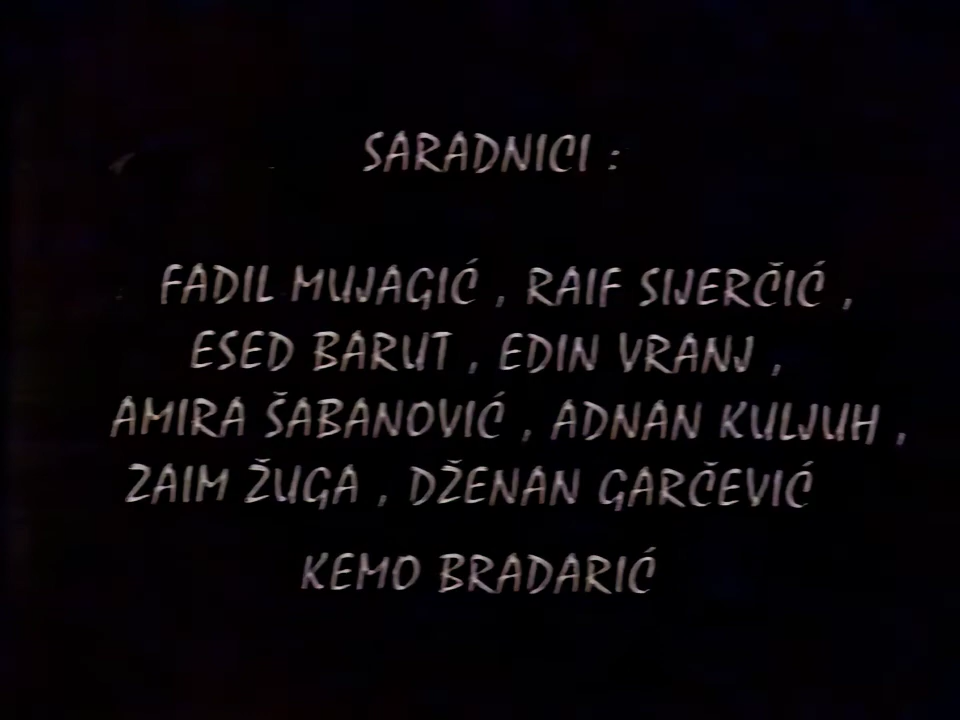 SARADNICI :
FADIL MUJAGIĆ , RAIF SIJERČIĆ ,
ESED BARUT , EDIN VRANJ ,
AMIRA ŠABANOVIĆ , ADNAN KULJUH ,
ZAIM ŽUGA , DŽENAN GARČEVIĆ
KEMO BRADARIĆ